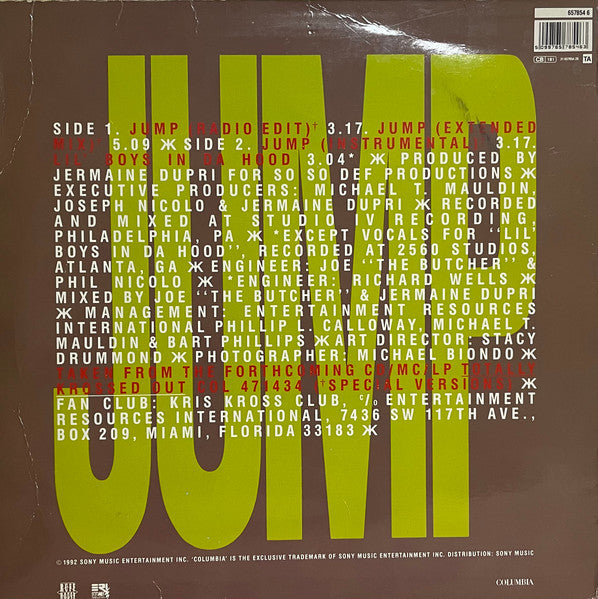 657854 6
5099765785463
CB 181
TA
JUMP
SIDE 1. JUMP (RADIO EDIT)† 3.17. JUMP (EXTENDED
MIX)† 5.09 Ж SIDE 2. JUMP (INSTRUMENTAL) 3.17.
LIL' BOYS IN DA HOOD 3.04* Ж PRODUCED BY
JERMAINE DUPRI FOR SO SO DEF PRODUCTIONS Ж
EXECUTIVE PRODUCERS: MICHAEL T. MAULDIN,
JOSEPH NICOLO & JERMAINE DUPRI Ж RECORDED
AND MIXED AT STUDIO IV RECORDING,
PHILADELPHIA, PA Ж *EXCEPT VOCALS FOR "LIL'
BOYS IN DA HOOD", RECORDED AT 2560 STUDIOS,
ATLANTA, GA Ж ENGINEER: JOE "THE BUTCHER" &
PHIL NICOLO Ж *ENGINEER: RICHARD WELLS Ж
MIXED BY JOE "THE BUTCHER" & JERMAINE DUPRI
Ж MANAGEMENT: ENTERTAINMENT RESOURCES
INTERNATIONAL PHILLIP L. CALLOWAY, MICHAEL T.
MAULDIN & BART PHILLIPS Ж ART DIRECTOR: STACY
DRUMMOND Ж PHOTOGRAPHER: MICHAEL BIONDO Ж
TAKEN FROM THE FORTHCOMING CD/MC/LP TOTALLY
KROSSED OUT COL 471434 (†SPECIAL VERSIONS) Ж
FAN CLUB: KRIS KROSS CLUB, c/o ENTERTAINMENT
RESOURCES INTERNATIONAL, 7436 SW 117TH AVE.,
BOX 209, MIAMI, FLORIDA 33183 Ж
© 1992 SONY MUSIC ENTERTAINMENT INC. 'COLUMBIA' IS THE EXCLUSIVE TRADEMARK OF SONY MUSIC ENTERTAINMENT INC. DISTRIBUTION: SONY MUSIC
COLUMBIA